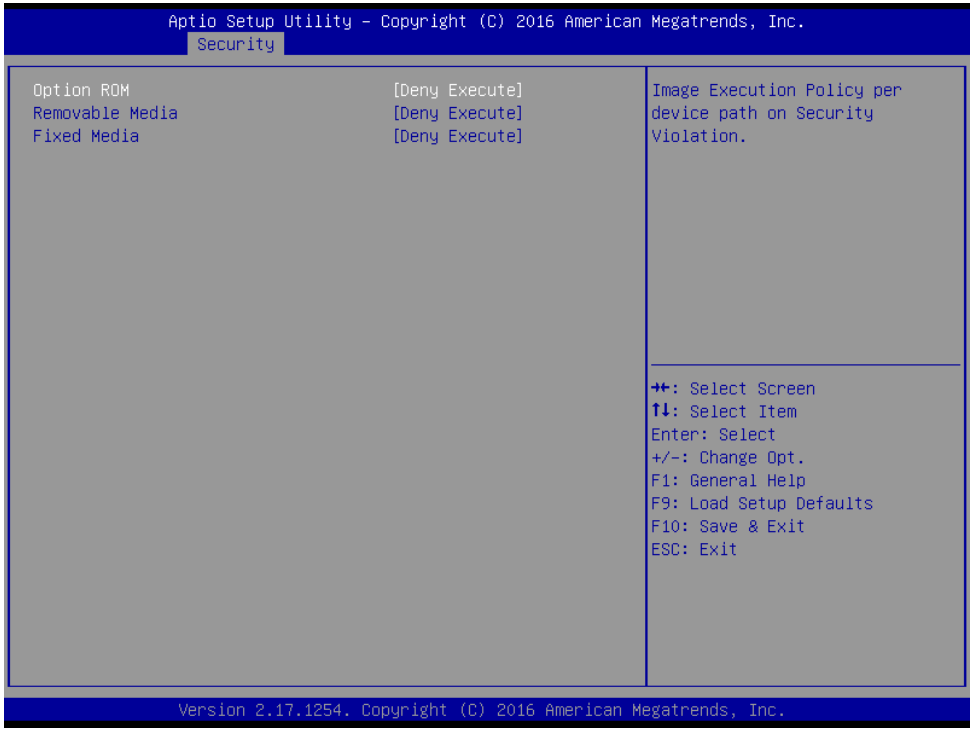 Aptio Setup Utility – Copyright (C) 2016 American Megatrends, Inc.
Security
Option ROM [Deny Execute]
Removable Media [Deny Execute]
Fixed Media [Deny Execute]
Image Execution Policy per
device path on Security
Violation.
→←: Select Screen
↑↓: Select Item
Enter: Select
+/-: Change Opt.
F1: General Help
F9: Load Setup Defaults
F10: Save & Exit
ESC: Exit
Version 2.17.1254. Copyright (C) 2016 American Megatrends, Inc.